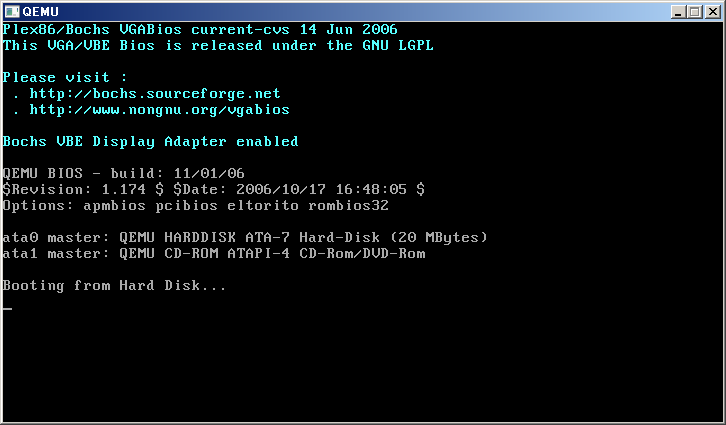 QEMU
Plex86/Bochs VGABios current-cvs 14 Jun 2006
This VGA/VBE Bios is released under the GNU LGPL
Please visit :
. http://bochs.sourceforge.net
. http://www.nongnu.org/vgabios
Bochs VBE Display Adapter enabled
QEMU BIOS - build: 11/01/06
$Revision: 1.174 $ $Date: 2006/10/17 16:48:05 $
Options: apmbios pcibios eltorito rombios32
ata0 master: QEMU HARDDISK ATA-7 Hard-Disk (20 MBytes)
ata1 master: QEMU CD-ROM ATAPI-4 CD-Rom/DVD-Rom
Booting from Hard Disk...